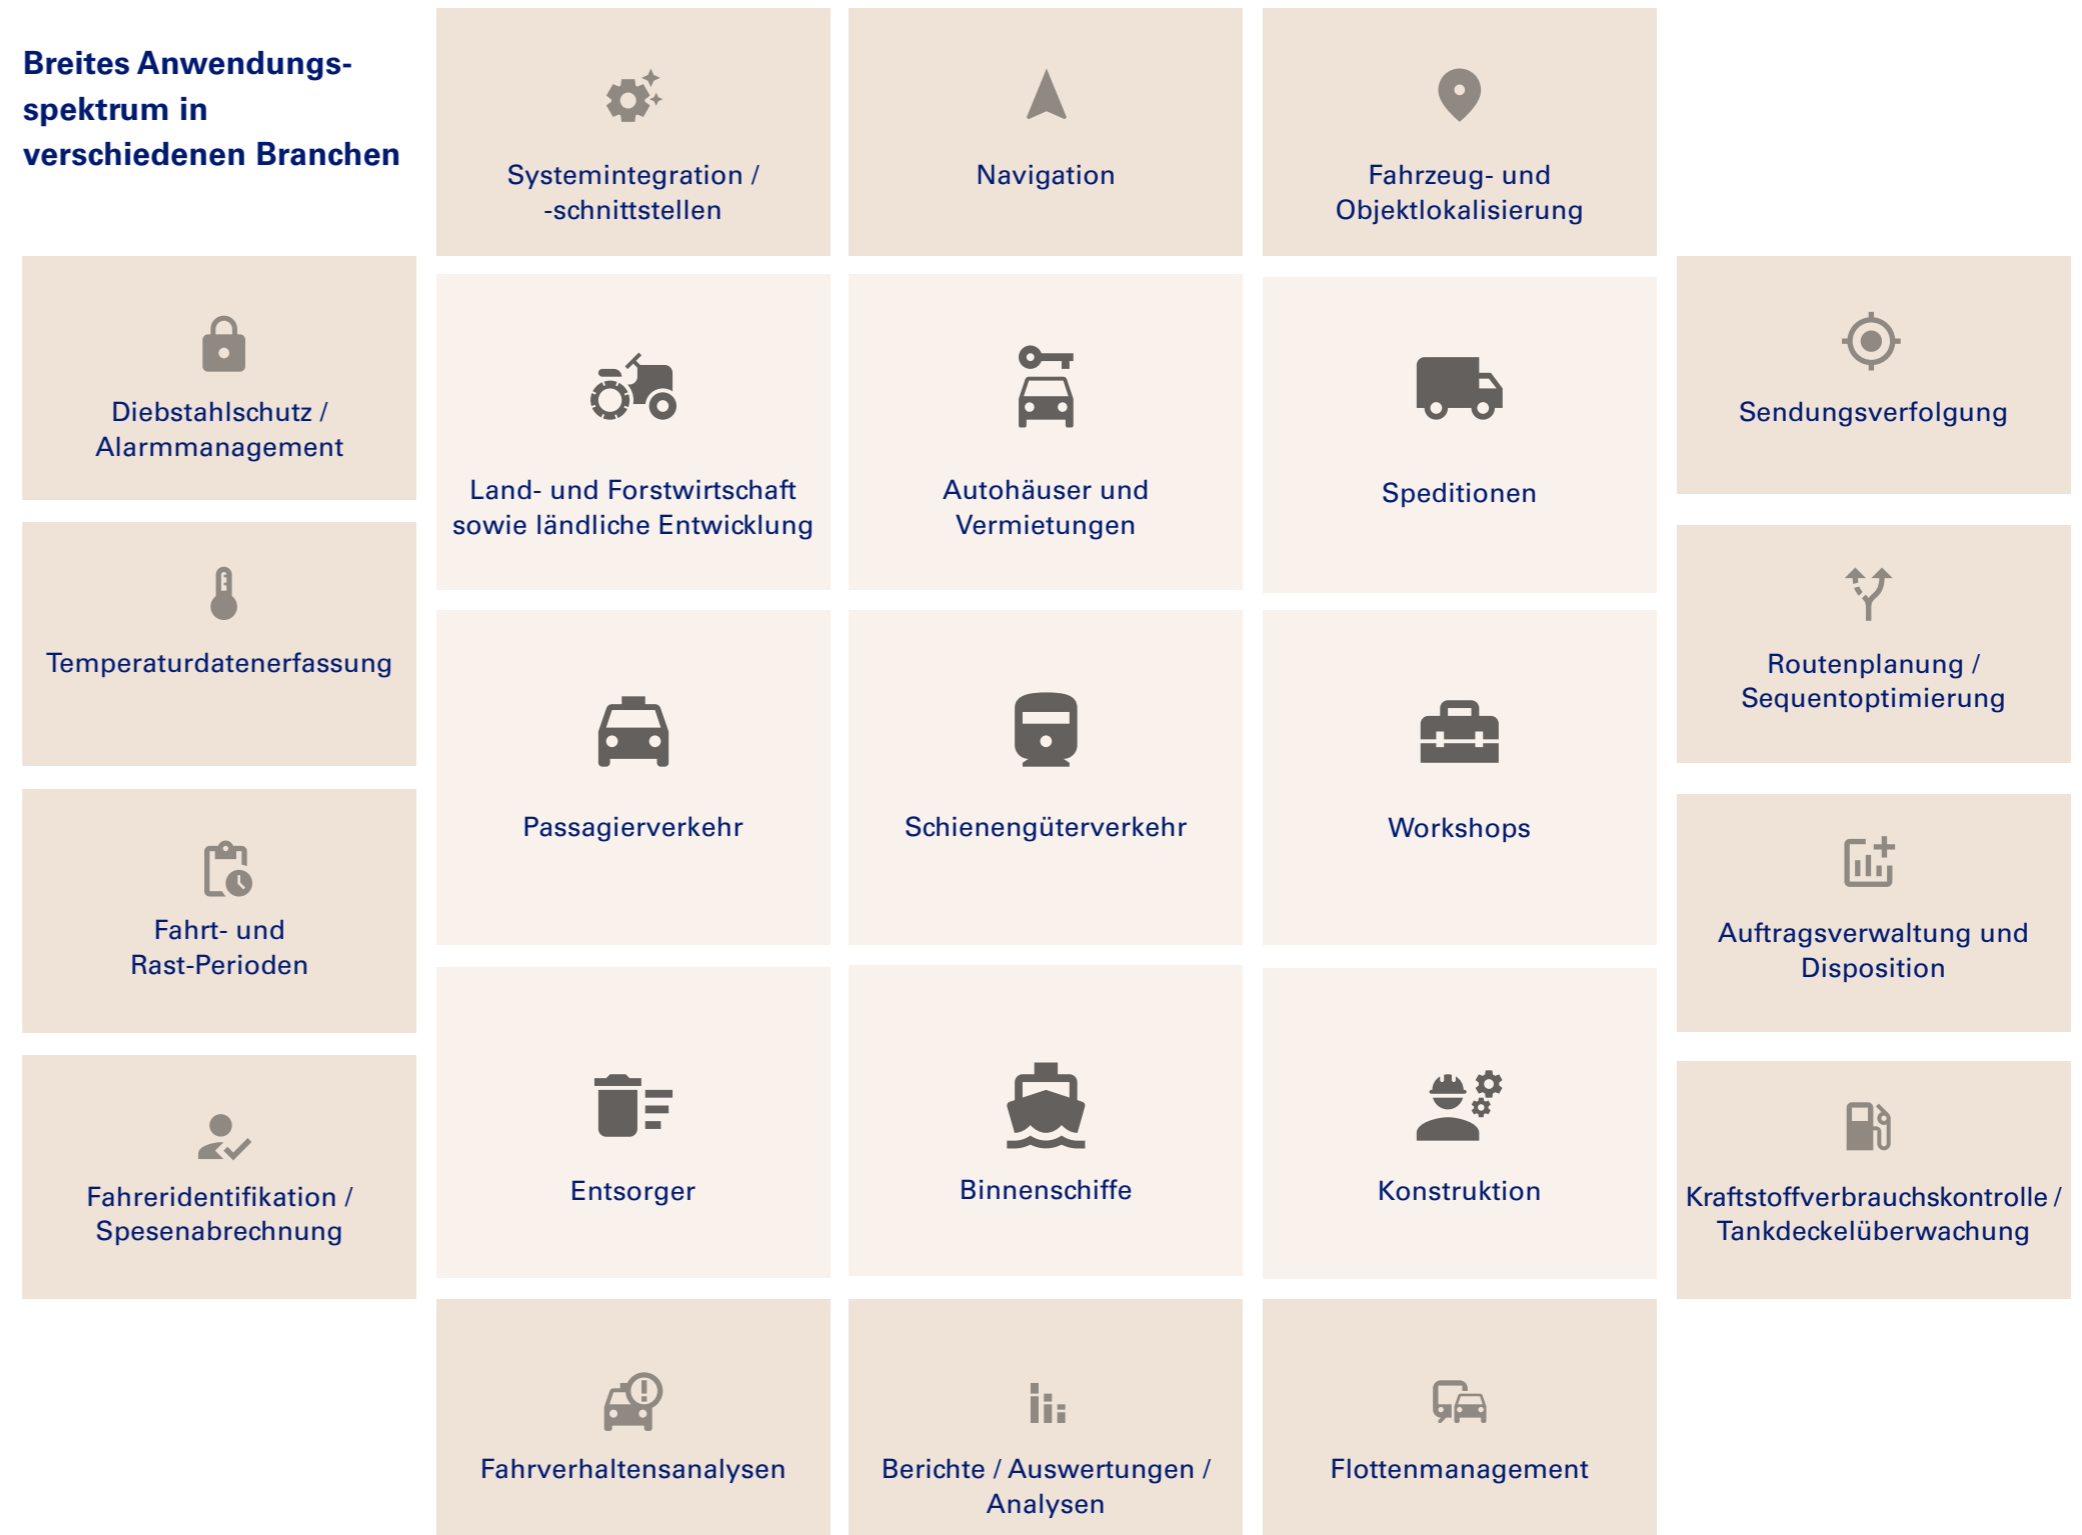 Breites Anwendungs-
spektrum in
verschiedenen Branchen
Systemintegration /
-schnittstellen
Navigation
Fahrzeug- und
Objektlokalisierung
Diebstahlschutz /
Alarmmanagement
Land- und Forstwirtschaft
sowie ländliche Entwicklung
Autohäuser und
Vermietungen
Speditionen
Sendungsverfolgung
Temperaturdatenerfassung
Routenplanung /
Sequentoptimierung
Passagierverkehr
Schienengüterverkehr
Workshops
Fahrt- und
Rast-Perioden
Auftragsverwaltung und
Disposition
Fahreridentifikation /
Spesenabrechnung
Entsorger
Binnenschiffe
Konstruktion
Kraftstoffverbrauchskontrolle /
Tankdeckelüberwachung
Fahrverhaltensanalysen
Berichte / Auswertungen /
Analysen
Flottenmanagement